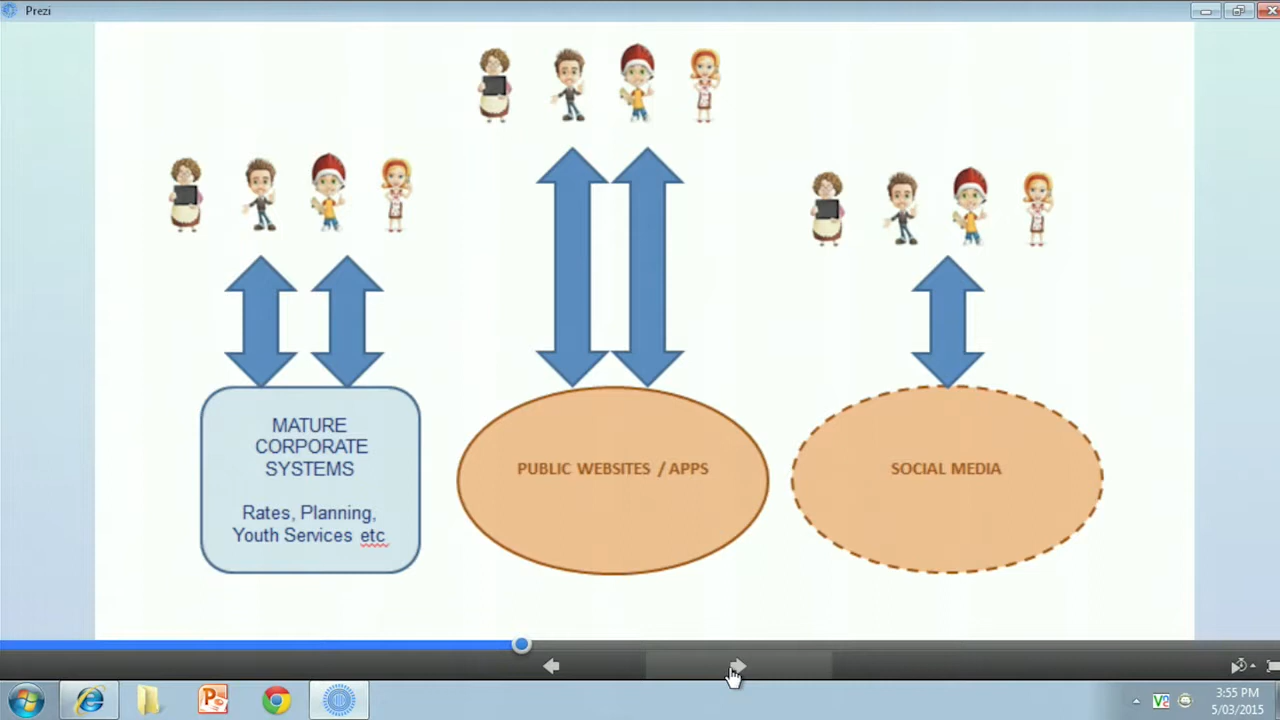 Prezi
MATURE
CORPORATE
SYSTEMS
Rates, Planning,
Youth Services etc
PUBLIC WEBSITES / APPS
SOCIAL MEDIA
3:55 PM
5/03/2015